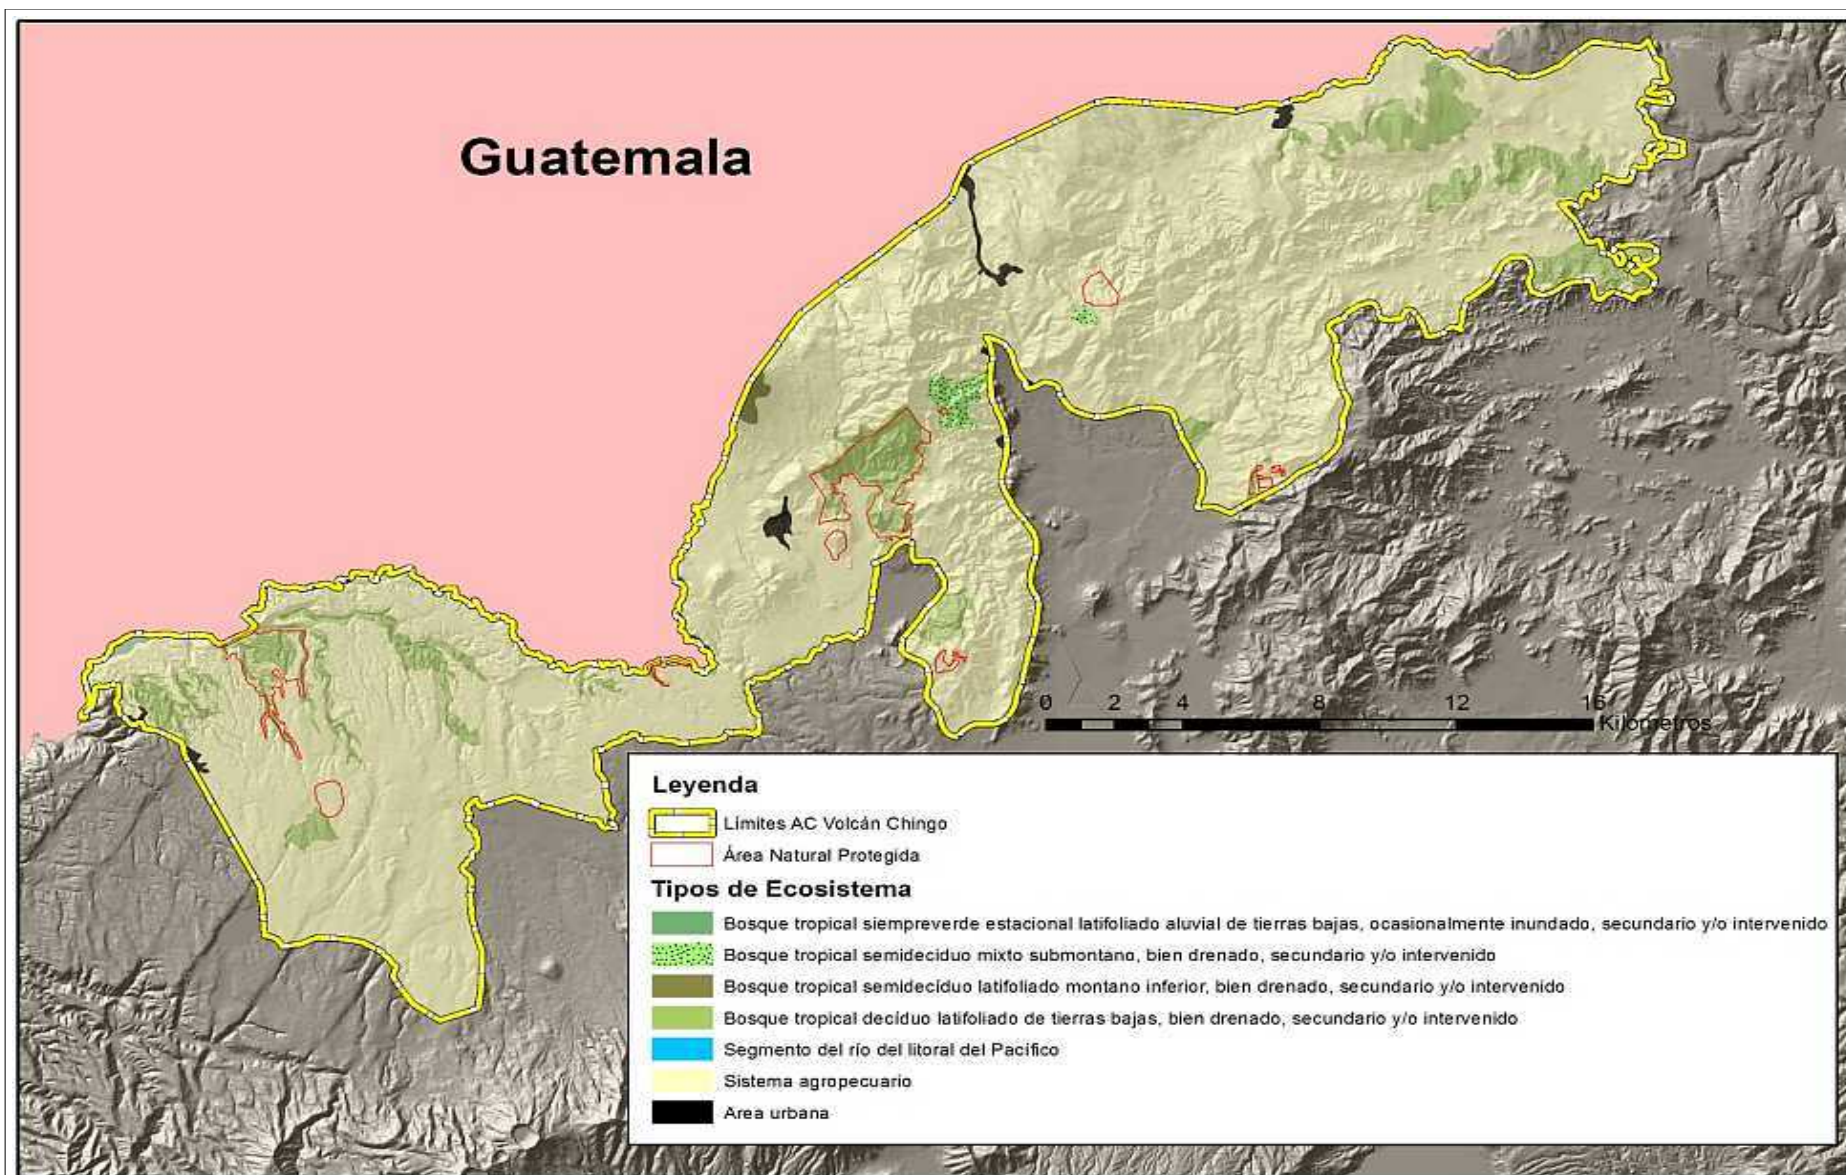 Guatemala
0 2 4 8 12 16
Kilómetros
Leyenda
Límites AC Volcán Chingo
Área Natural Protegida
Tipos de Ecosistema
Bosque tropical siempreverde estacional latifoliado aluvial de tierras bajas, ocasionalmente inundado, secundario y/o intervenido
Bosque tropical semideciduo mixto submontano, bien drenado, secundario y/o intervenido
Bosque tropical semidecíduo latifoliado montano inferior, bien drenado, secundario y/o intervenido
Bosque tropical decíduo latifoliado de tierras bajas, bien drenado, secundario y/o intervenido
Segmento del río del litoral del Pacífico
Sistema agropecuario
Area urbana